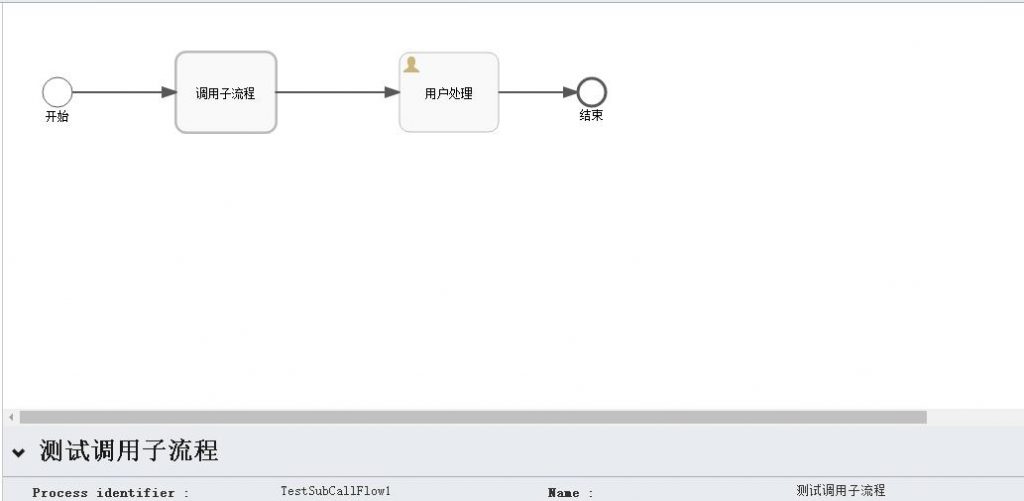 调用子流程
用户处理
开始
结束
测试调用子流程
Process identifier : TestSubCallFlow1 Name : 测试调用子流程